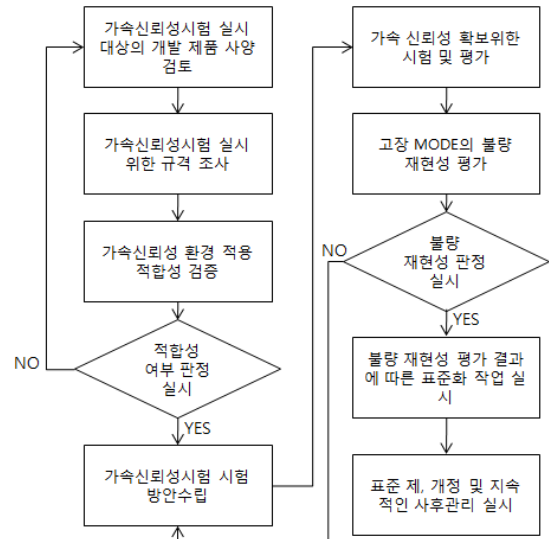 가속신뢰성시험 실시
대상의 개발 제품 사양
검토
가속신뢰성시험 실시
위한 규격 조사
가속신뢰성 환경 적용
적합성 검증
적합성
여부 판정
실시
NO
YES
가속신뢰성시험 시험
방안수립
가속 신뢰성 확보위한
시험 및 평가
고장 MODE의 불량
재현성 평가
불량
재현성 판정
실시
NO
YES
불량 재현성 평가 결과
에 따른 표준화 작업 실
시
표준 제, 개정 및 지속
적인 사후관리 실시